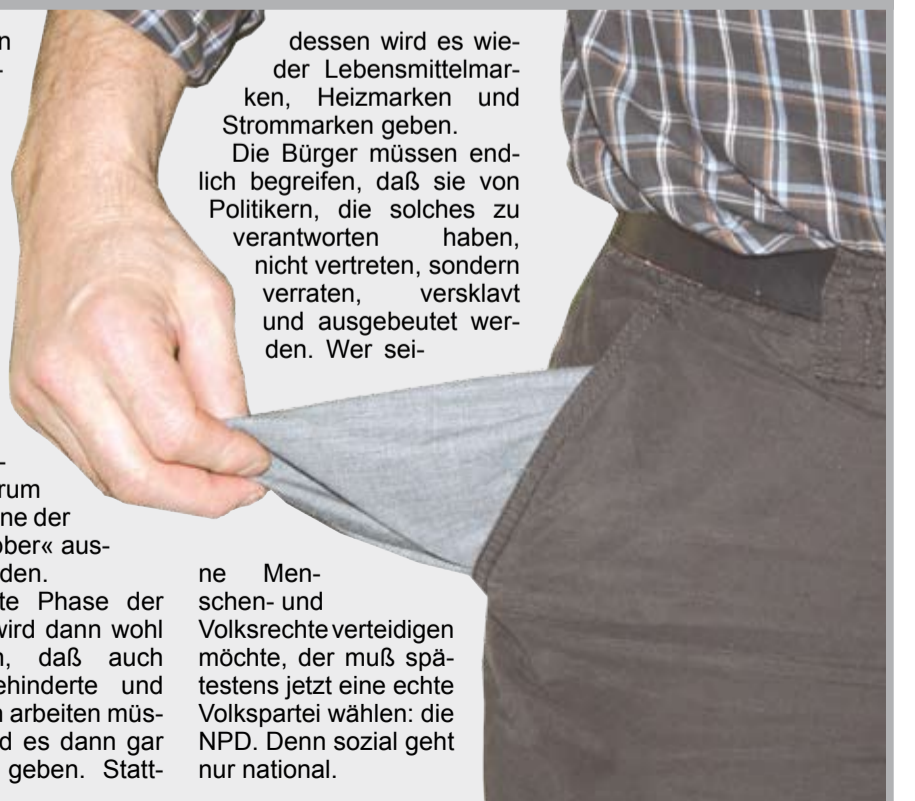 n
-
-
rum
ne der
ober« aus-
den.
te Phase der
wird dann wohl
n, daß auch
ehinderte und
n arbeiten müs-
d es dann gar
geben. Statt-
dessen wird es wie-
der Lebensmittelmar-
ken, Heizmarken und
Strommarken geben.
Die Bürger müssen end-
lich begreifen, daß sie von
Politikern, die solches zu
verantworten haben,
nicht vertreten, sondern
verraten, versklavt
und ausgebeutet wer-
den. Wer sei-
ne Men-
schen- und
Volksrechte verteidigen
möchte, der muß spä-
testens jetzt eine echte
Volkspartei wählen: die
NPD. Denn sozial geht
nur national.